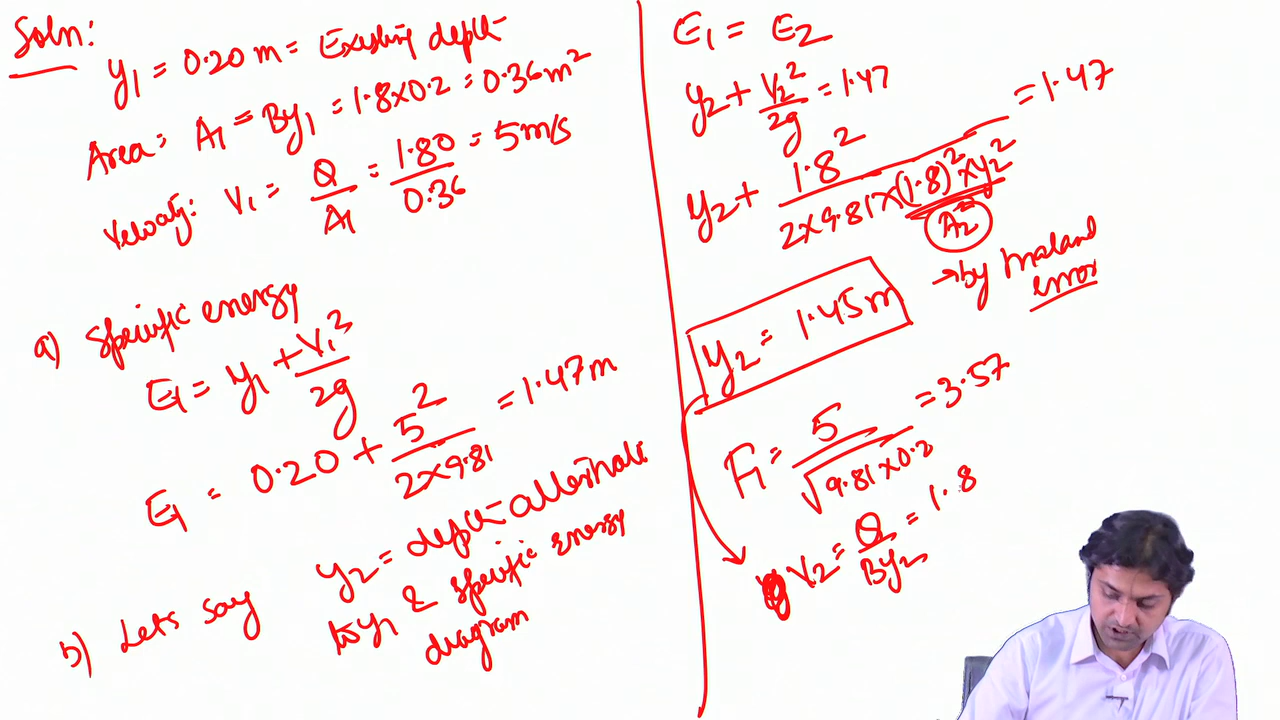 Soln:
y1 = 0.20 m = Existing depth
Area: A1 = By1 = 1.8×0.2 = 0.36 m²
Velocity: V1 = Q/A1 = 1.80/0.36 = 5 m/s
a) Specific energy
E1 = y1 + V1²/2g
E1 = 0.20 + 5²/2×9.81 = 1.47 m
b) Lets say y2 = depth alternate
to y1 & specific energy
diagram
E1 = E2
y2 + V2²/2g = 1.47
y2 + 1.8²/2×9.81×(1.8)²×y2² = 1.47
A2²
y2 = 1.45 m
→ by trial and
error
F1 = 5/√9.81×0.2 = 3.57
V2 = Q/By2 = 1.8